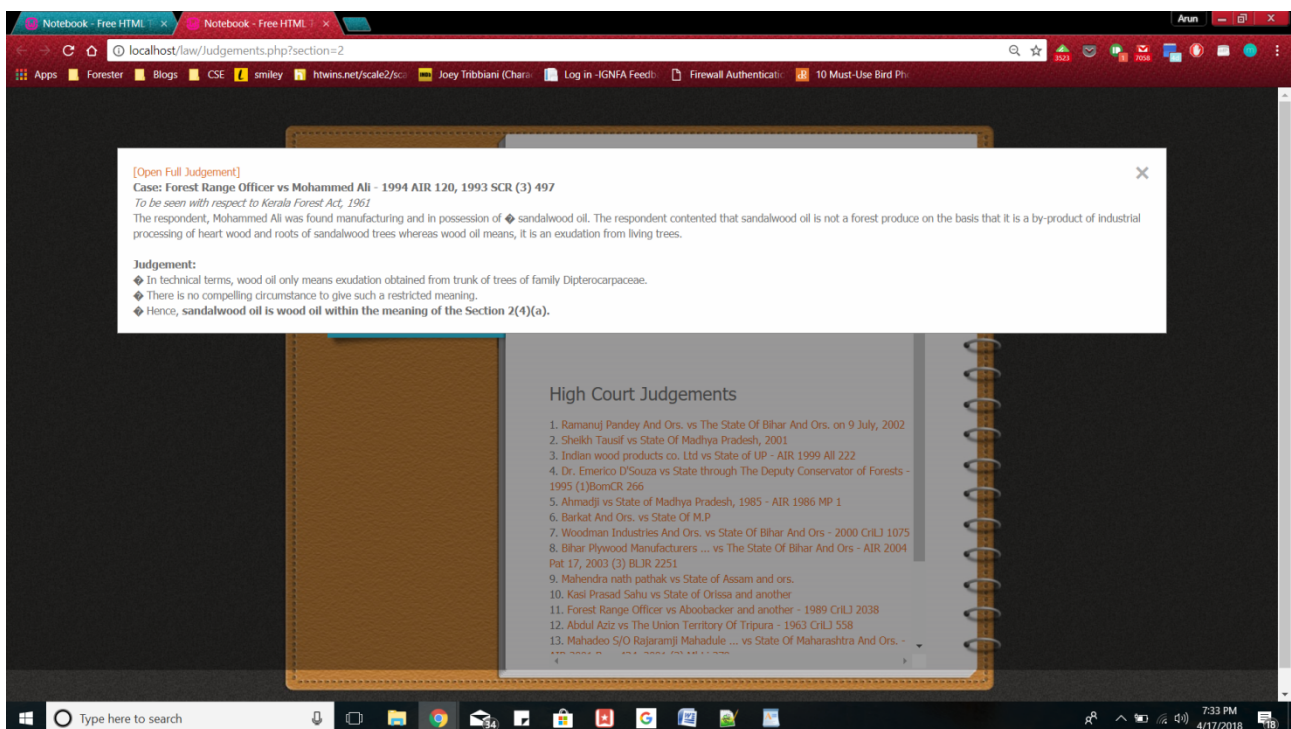 Notebook - Free HTML
Notebook - Free HTML
Arun
localhost/law/Judgements.php?section=2
3523
1
7058
Apps Forester Blogs CSE smiley htwins.net/scale2/sca Joey Tribbiani (Chara Log in -IGNFA Feedb Firewall Authenticatio 10 Must-Use Bird Ph
[Open Full Judgement]
Case: Forest Range Officer vs Mohammed Ali - 1994 AIR 120, 1993 SCR (3) 497
To be seen with respect to Kerala Forest Act, 1961
The respondent, Mohammed Ali was found manufacturing and in possession of � sandalwood oil. The respondent contented that sandalwood oil is not a forest produce on the basis that it is a by-product of industrial
processing of heart wood and roots of sandalwood trees whereas wood oil means, it is an exudation from living trees.
Judgement:
� In technical terms, wood oil only means exudation obtained from trunk of trees of family Dipterocarpaceae.
� There is no compelling circumstance to give such a restricted meaning.
� Hence, sandalwood oil is wood oil within the meaning of the Section 2(4)(a).
High Court Judgements
1. Ramanuj Pandey And Ors. vs The State Of Bihar And Ors. on 9 July, 2002
2. Sheikh Tausif vs State Of Madhya Pradesh, 2001
3. Indian wood products co. Ltd vs State of UP - AIR 1999 All 222
4. Dr. Emerico D'Souza vs State through The Deputy Conservator of Forests -
1995 (1)BomCR 266
5. Ahmadji vs State of Madhya Pradesh, 1985 - AIR 1986 MP 1
6. Barkat And Ors. vs State Of M.P
7. Woodman Industries And Ors. vs State Of Bihar And Ors - 2000 CriLJ 1075
8. Bihar Plywood Manufacturers ... vs The State Of Bihar And Ors - AIR 2004
Pat 17, 2003 (3) BLJR 2251
9. Mahendra nath pathak vs State of Assam and ors.
10. Kasi Prasad Sahu vs State of Orissa and another
11. Forest Range Officer vs Aboobacker and another - 1989 CriLJ 2038
12. Abdul Aziz vs The Union Territory Of Tripura - 1963 CriLJ 558
13. Mahadeo S/O Rajaramji Mahadule ... vs State Of Maharashtra And Ors. -
Type here to search
34
7:33 PM
4/17/2018
18